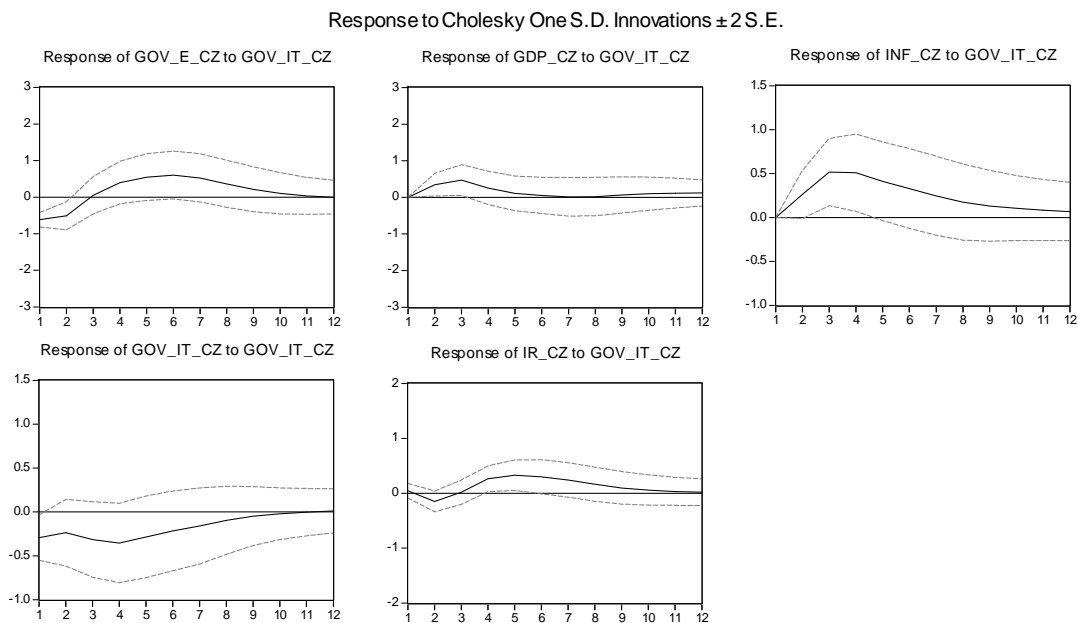 Response to Cholesky One S.D. Innovations ± 2 S.E.
Response of GOV_E_CZ to GOV_IT_CZ
3
2
1
0
-1
-2
-3
1 2 3 4 5 6 7 8 9 10 11 12
Response of GDP_CZ to GOV_IT_CZ
3
2
1
0
-1
-2
-3
1 2 3 4 5 6 7 8 9 10 11 12
Response of INF_CZ to GOV_IT_CZ
1.5
1.0
0.5
0.0
-0.5
-1.0
1 2 3 4 5 6 7 8 9 10 11 12
Response of GOV_IT_CZ to GOV_IT_CZ
1.5
1.0
0.5
0.0
-0.5
-1.0
1 2 3 4 5 6 7 8 9 10 11 12
Response of IR_CZ to GOV_IT_CZ
2
1
0
-1
-2
1 2 3 4 5 6 7 8 9 10 11 12